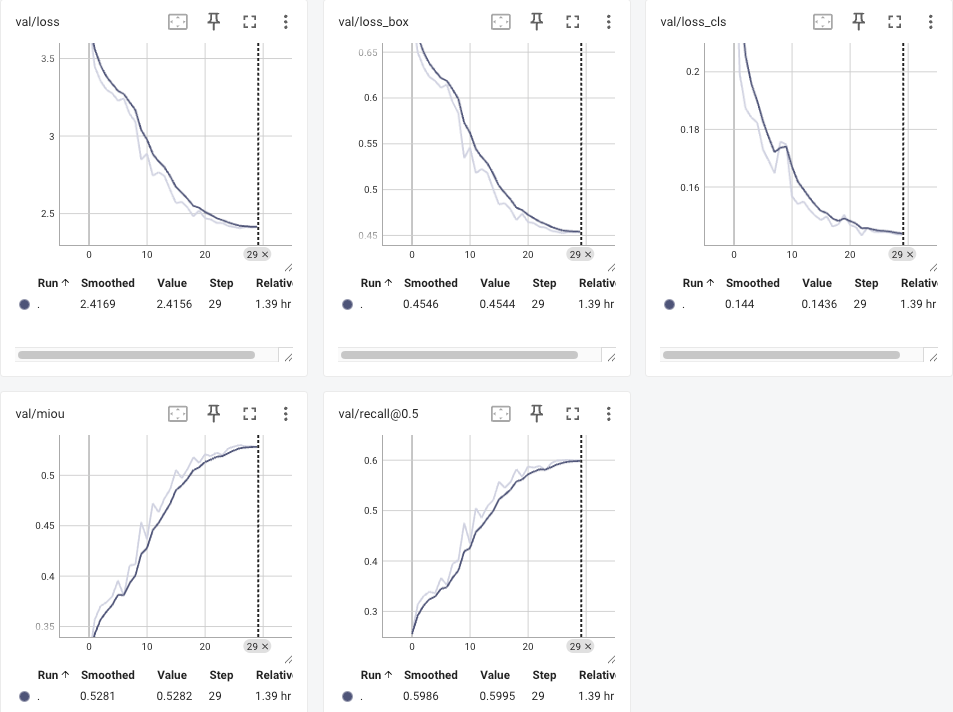 val/loss
3.5
3
2.5
0 10 20 29 ✕
Run ↑ Smoothed Value Step Relativ
. 2.4169 2.4156 29 1.39 hr
val/loss_box
0.65
0.6
0.55
0.5
0.45
0 10 20 29 ✕
Run ↑ Smoothed Value Step Relativ
. 0.4546 0.4544 29 1.39 hr
val/loss_cls
0.2
0.18
0.16
0 10 20 29 ✕
Run ↑ Smoothed Value Step Relativ
. 0.144 0.1436 29 1.39 hr
val/miou
0.5
0.45
0.4
0.35
0 10 20 29 ✕
Run ↑ Smoothed Value Step Relativ
. 0.5281 0.5282 29 1.39 hr
val/recall@0.5
0.6
0.5
0.4
0.3
0 10 20 29 ✕
Run ↑ Smoothed Value Step Relativ
. 0.5986 0.5995 29 1.39 hr